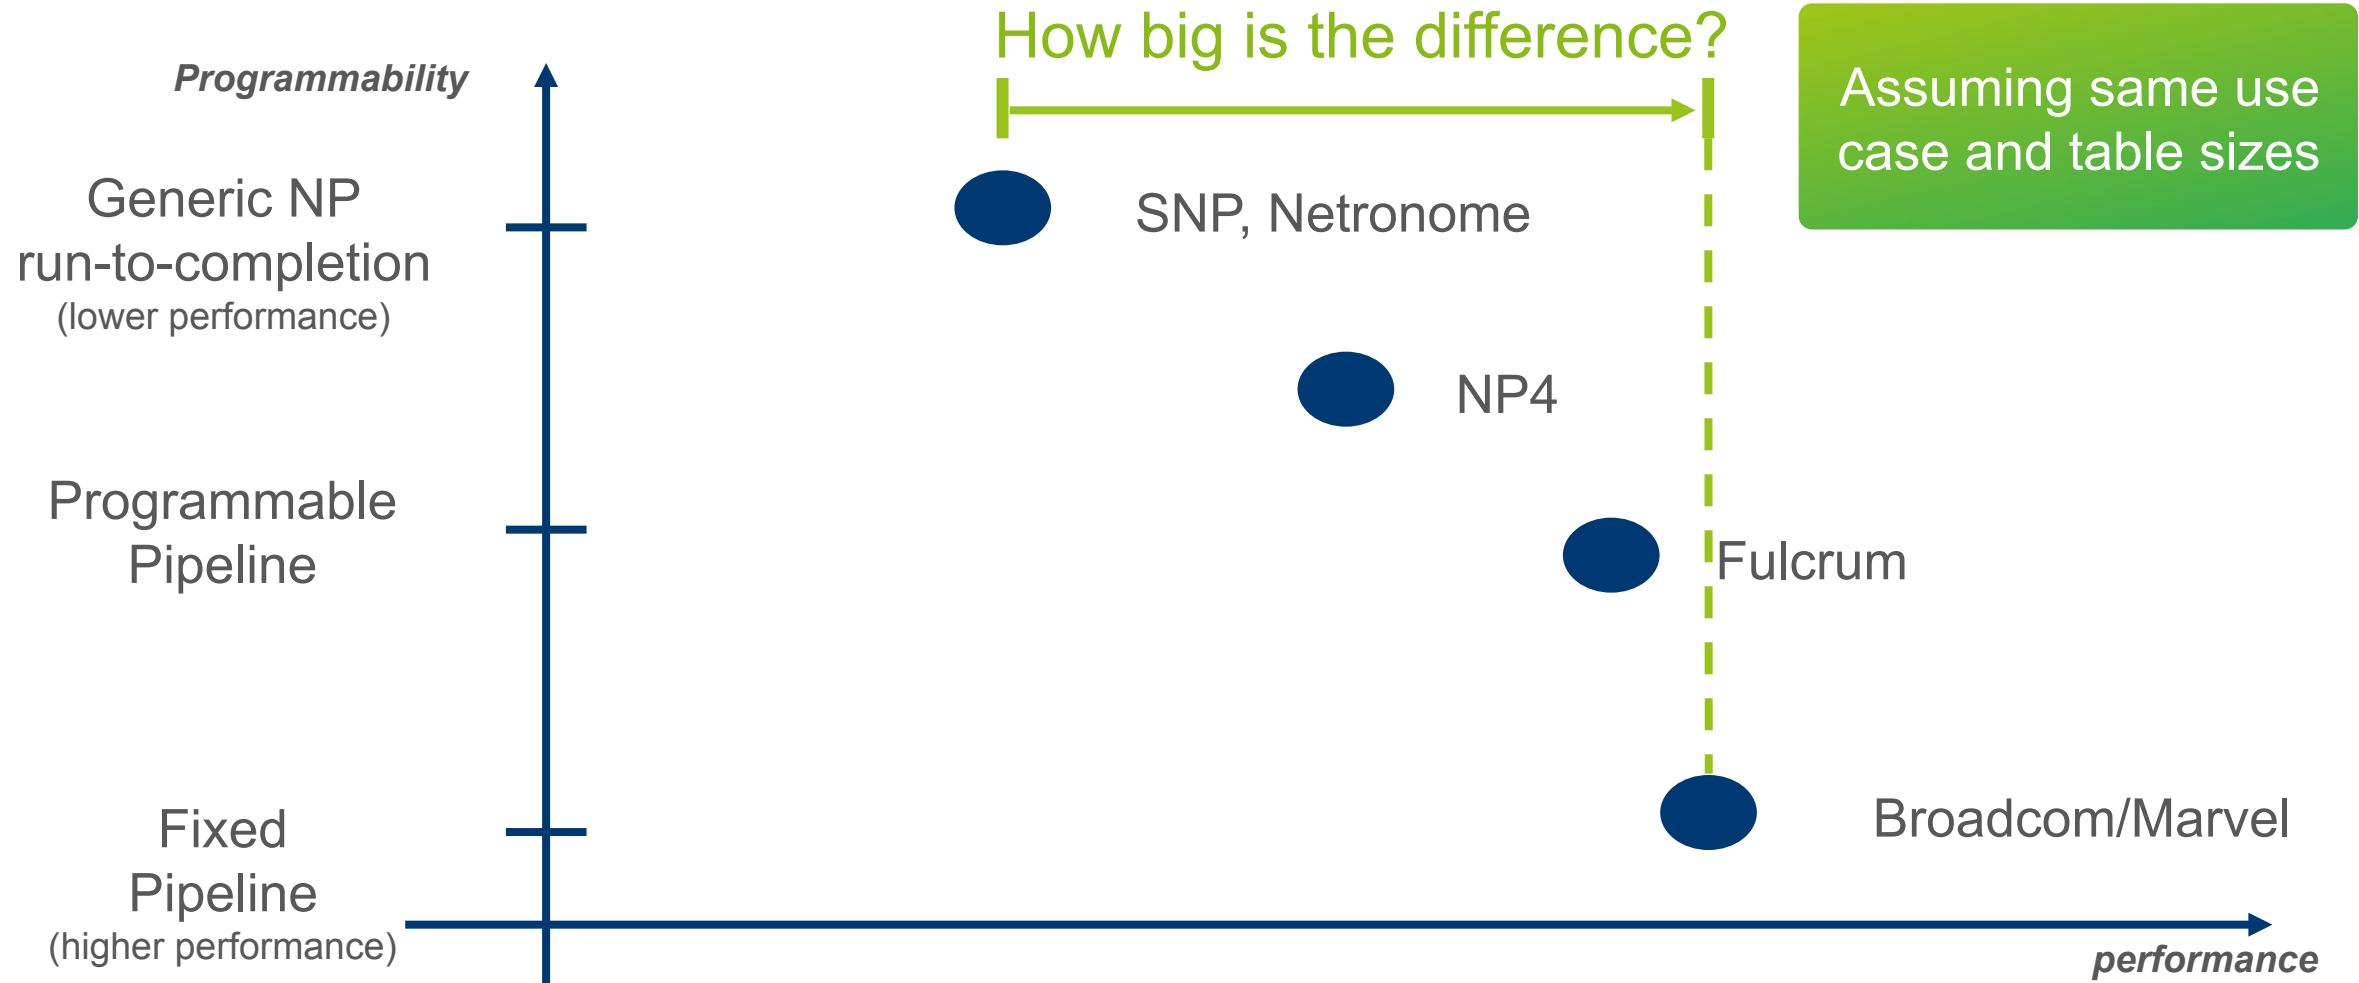 How big is the difference?
Programmability
Assuming same use
case and table sizes
Generic NP
run-to-completion
(lower performance)
SNP, Netronome
NP4
Programmable
Pipeline
Fulcrum
Fixed
Pipeline
(higher performance)
Broadcom/Marvel
performance